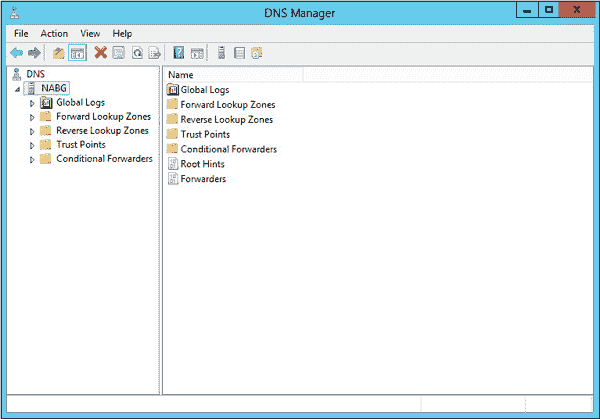 DNS Manager
File Action View Help
DNS
NABG
Global Logs
Forward Lookup Zones
Reverse Lookup Zones
Trust Points
Conditional Forwarders
Name
Global Logs
Forward Lookup Zones
Reverse Lookup Zones
Trust Points
Conditional Forwarders
Root Hints
Forwarders